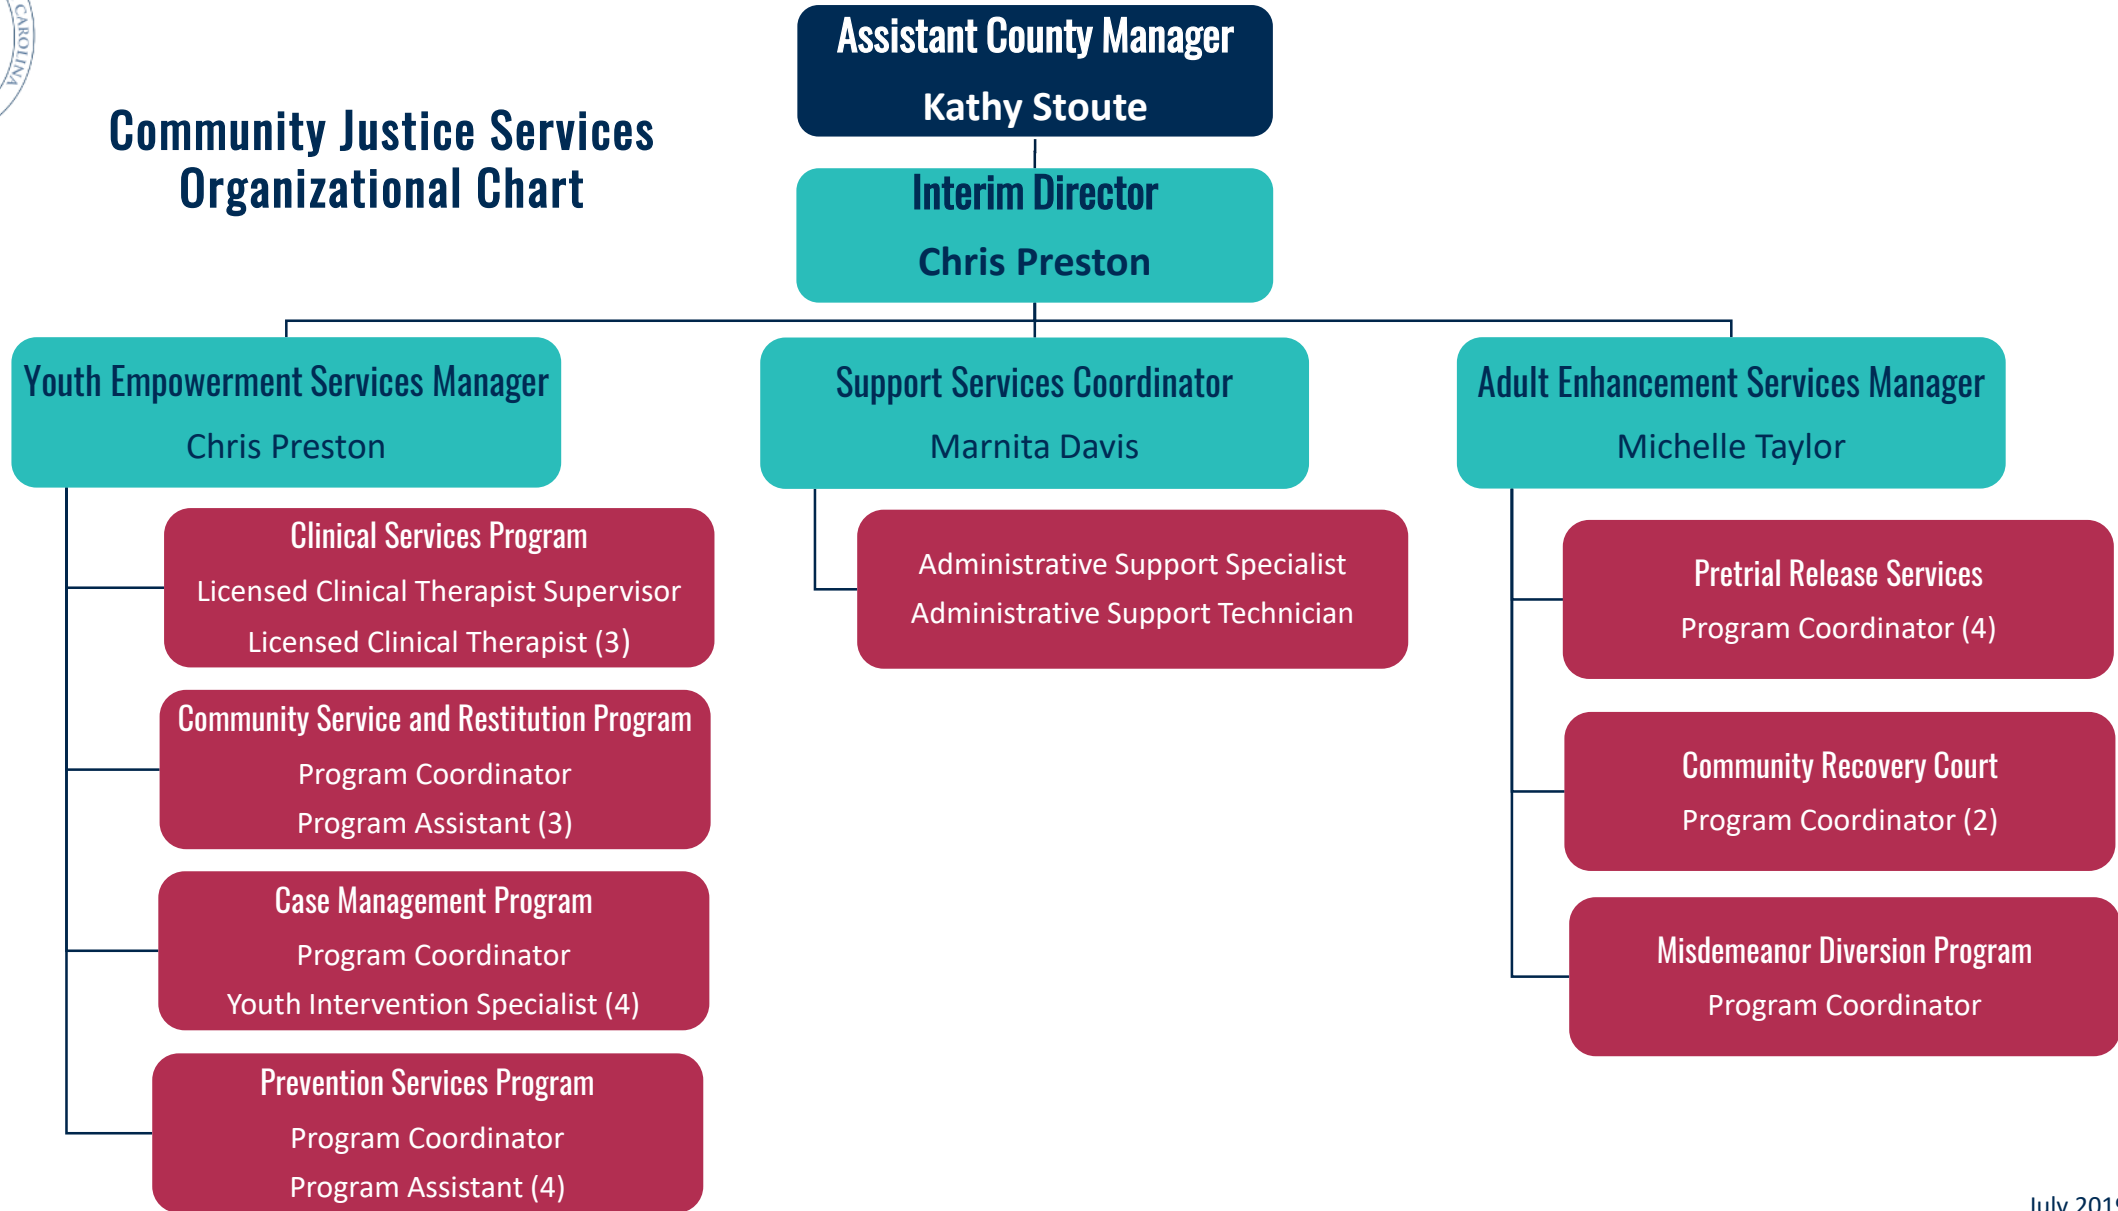 CAROLINA
Community Justice Services
Organizational Chart
Assistant County Manager
Kathy Stoute
Interim Director
Chris Preston
Youth Empowerment Services Manager
Chris Preston
Clinical Services Program
Licensed Clinical Therapist Supervisor
Licensed Clinical Therapist (3)
Community Service and Restitution Program
Program Coordinator
Program Assistant (3)
Case Management Program
Program Coordinator
Youth Intervention Specialist (4)
Prevention Services Program
Program Coordinator
Program Assistant (4)
Support Services Coordinator
Marnita Davis
Administrative Support Specialist
Administrative Support Technician
Adult Enhancement Services Manager
Michelle Taylor
Pretrial Release Services
Program Coordinator (4)
Community Recovery Court
Program Coordinator (2)
Misdemeanor Diversion Program
Program Coordinator
July 2019